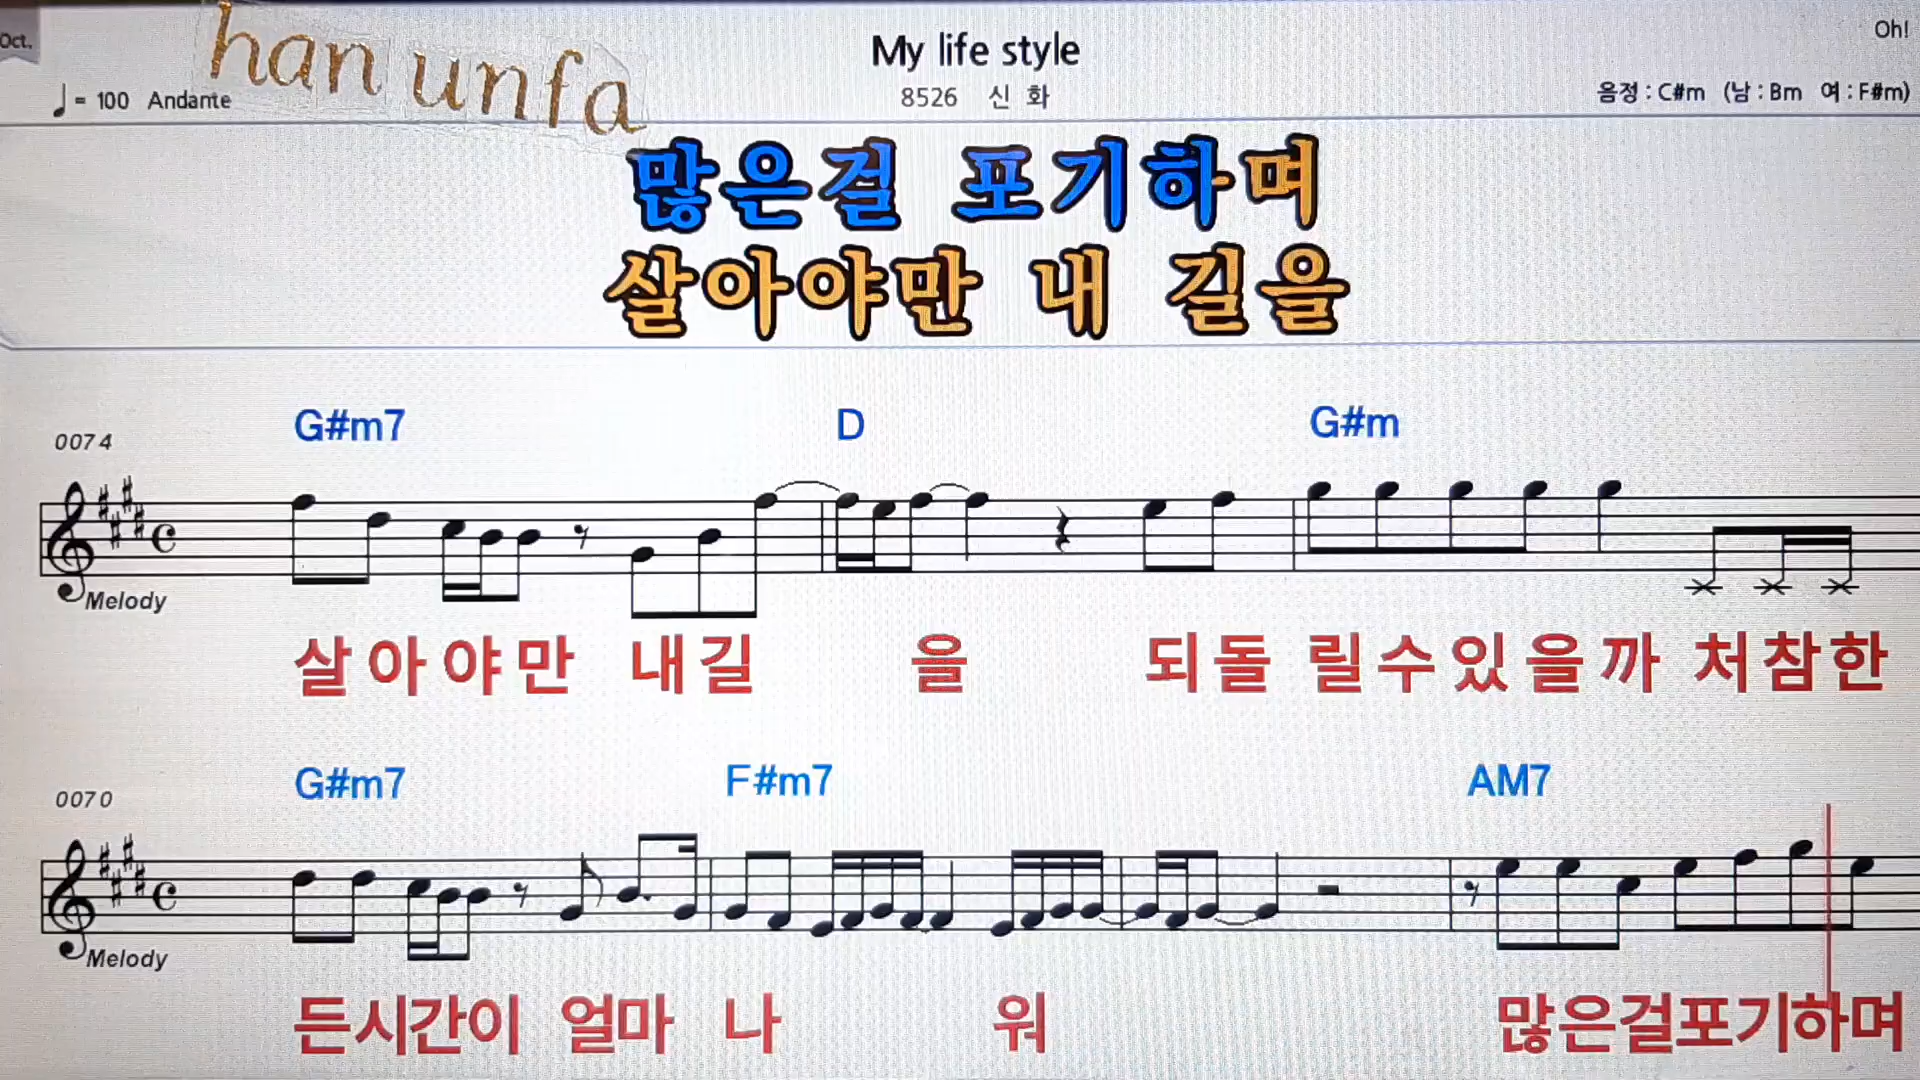 Oct.
han unfa
My life style
Oh!
= 100 Andante
8526 신 화
음정 : C#m (남 : Bm 여 : F#m)
많은걸 포기하며
살아야만 내 길을
G#m7 D G#m
0074
Melody
살아야만 내길 을 되돌 릴수있을까 처참한
G#m7 F#m7 AM7
0070
Melody
든시간이 얼마 나 워 많은걸포기하며